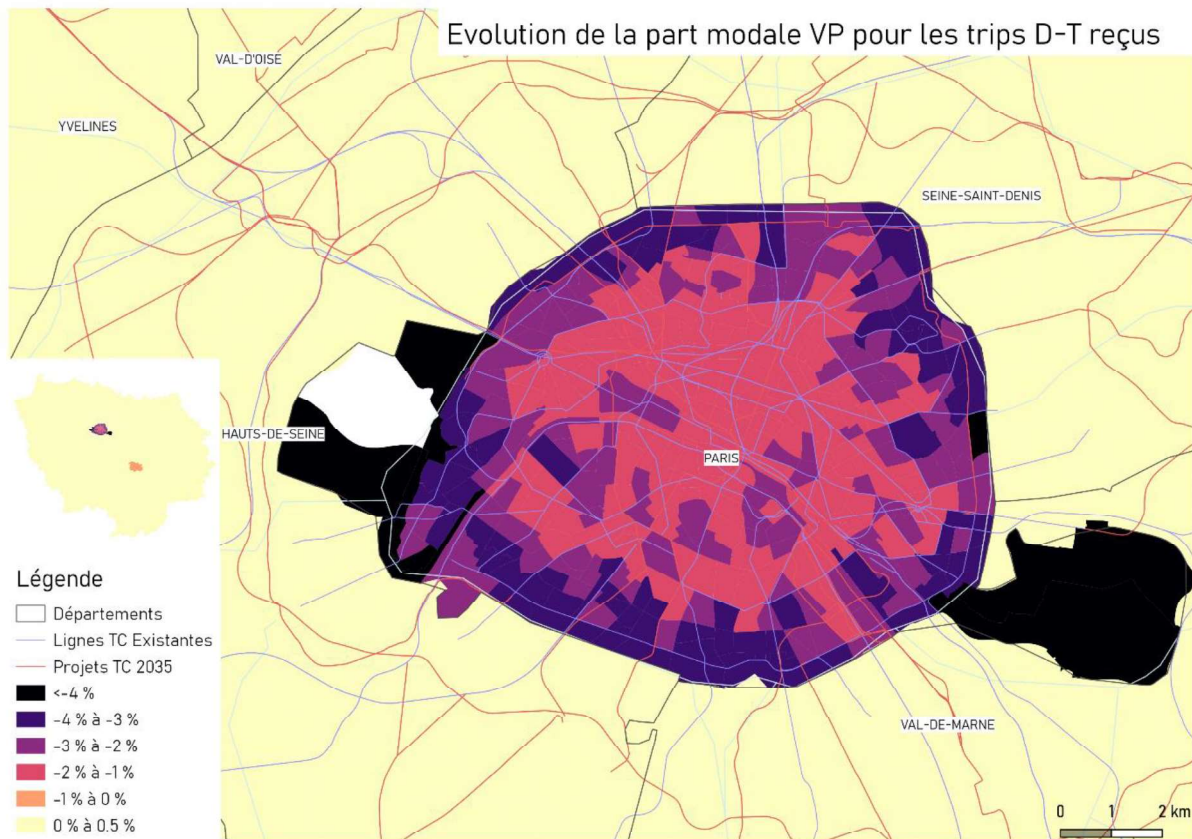 Evolution de la part modale VP pour les trips D-T reçus
VAL-D'OISE
YVELINES
SEINE-SAINT-DENIS
HAUTS-DE-SEINE
PARIS
VAL-DE-MARNE
Légende
Départements
Lignes TC Existantes
Projets TC 2035
<-4 %
-4 % à -3 %
-3 % à -2 %
-2 % à -1 %
-1 % à 0 %
0 % à 0.5 %
0 1 2 km